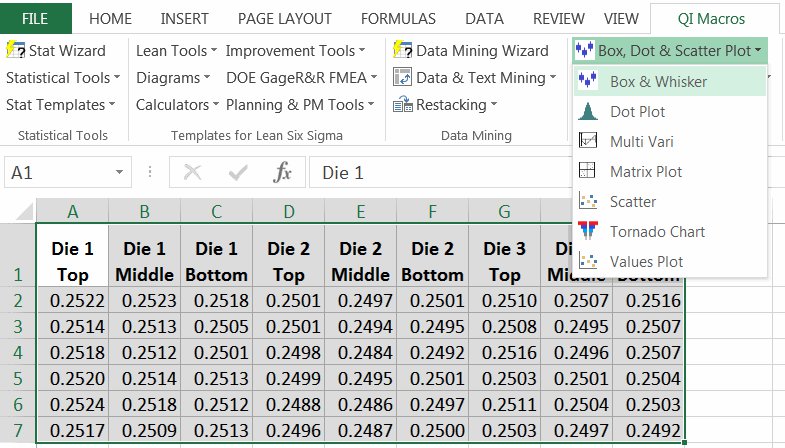 FILE HOME INSERT PAGE LAYOUT FORMULAS DATA REVIEW VIEW QI Macros
Stat Wizard Lean Tools Improvement Tools Data Mining Wizard Box, Dot & Scatter Plot
Statistical Tools Diagrams DOE GageR&R FMEA Data & Text Mining Box & Whisker
Stat Templates Calculators Planning & PM Tools Restacking Dot Plot
Statistical Tools Templates for Lean Six Sigma Data Mining Multi Vari
A1 fx Die 1 Matrix Plot
Scatter
Tornado Chart
Values Plot
A B C D E F G
Die 1 Die 1 Die 1 Die 2 Die 2 Die 2 Die 3
1 Top Middle Bottom Top Middle Bottom Top
2 0.2522 0.2523 0.2518 0.2501 0.2497 0.2501 0.2510 0.2507 0.2516
3 0.2514 0.2513 0.2505 0.2501 0.2494 0.2495 0.2508 0.2495 0.2507
4 0.2518 0.2512 0.2501 0.2498 0.2484 0.2492 0.2516 0.2496 0.2507
5 0.2520 0.2514 0.2513 0.2499 0.2495 0.2501 0.2503 0.2501 0.2504
6 0.2524 0.2518 0.2512 0.2488 0.2486 0.2497 0.2511 0.2504 0.2503
7 0.2517 0.2509 0.2513 0.2496 0.2487 0.2500 0.2503 0.2497 0.2492